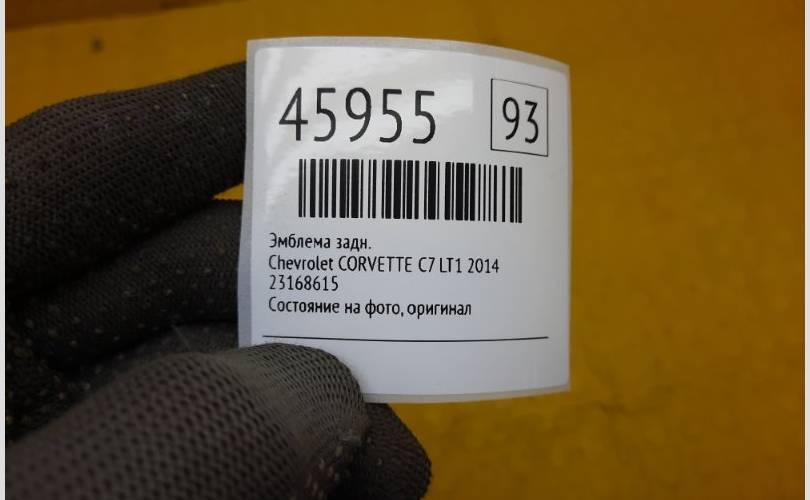 45955 93
Эмблема задн.
Chevrolet CORVETTE C7 LT1 2014
23168615
Состояние на фото, оригинал